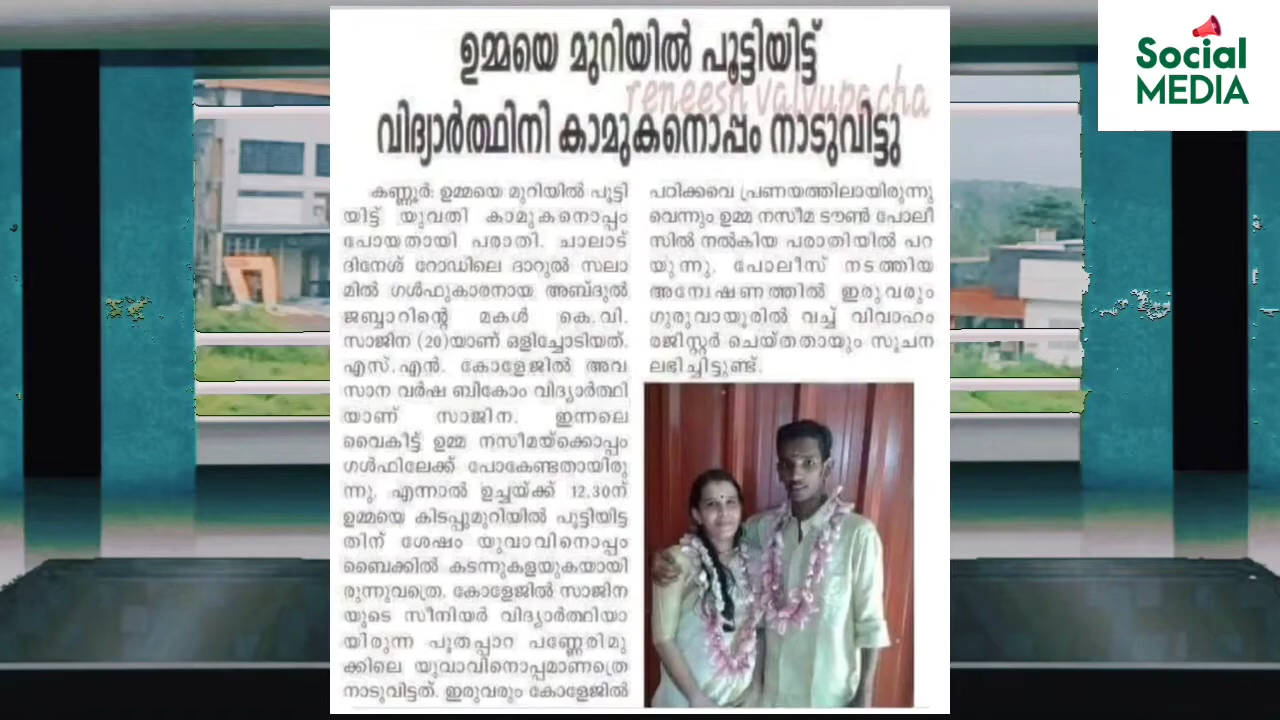 Social
MEDIA
ഉമ്മയെ മുറിയിൽ പൂട്ടിയിട്ട്
reneesh valyupacha
വിദ്യാർത്ഥിനി കാമുകനൊപ്പം നാടുവിട്ടു
കണ്ണൂർ: ഉമ്മയെ മുറിയിൽ പൂട്ടി
യിട്ട് യുവതി കാമുകനൊപ്പം
പോയതായി പരാതി. ചാലാട്
ദിനേശ് റോഡിലെ ദാറുൽ സലാ
മിൽ ഗൾഫുകാരനായ അബ്ദുൽ
ജബ്ബാറിന്റെ മകൾ കെ.വി.
സാജിന (20)യാണ് ഒളിച്ചോടിയത്.
എസ്.എൻ. കോളേജിൽ അവ
സാന വർഷ ബികോം വിദ്യാർത്ഥി
യാണ് സാജിന. ഇന്നലെ
വൈകീട്ട് ഉമ്മ നസീമയ്ക്കൊപ്പം
ഗൾഫിലേക്ക് പോകേണ്ടതായിരു
ന്നു. എന്നാൽ ഉച്ചയ്ക്ക് 12.30ന്
ഉമ്മയെ കിടപ്പുമുറിയിൽ പൂട്ടിയിട്ട
തിന് ശേഷം യുവാവിനൊപ്പം
ബൈക്കിൽ കടന്നുകളയുകയായി
രുന്നുവത്രെ. കോളേജിൽ സാജിന
യുടെ സീനിയർ വിദ്യാർത്ഥിയാ
യിരുന്ന പൂതപ്പാറ പണ്ണേരിമു
ക്കിലെ യുവാവിനൊപ്പമാണത്രെ
നാടുവിട്ടത്. ഇരുവരും കോളേജിൽ
പഠിക്കവെ പ്രണയത്തിലായിരുന്നു
വെന്നും ഉമ്മ നസീമ ടൗൺ പോലീ
സിൽ നൽകിയ പരാതിയിൽ പറ
യുന്നു. പോലീസ് നടത്തിയ
അന്വേഷണത്തിൽ ഇരുവരും
ഗുരുവായൂരിൽ വച്ച് വിവാഹം
രജിസ്റ്റർ ചെയ്തതായും സൂചന
ലഭിച്ചിട്ടുണ്ട്.